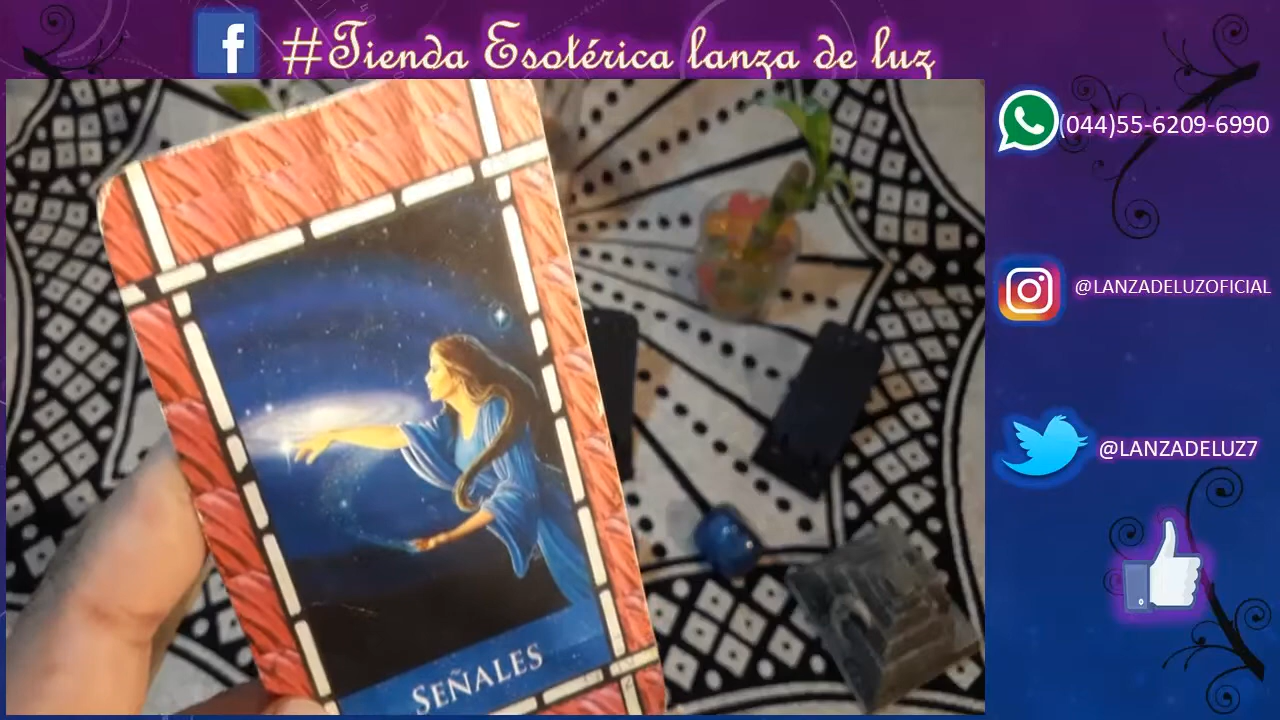 #Tienda Esotérica lanza de luz
(044)55-6209-6990
@LANZADELUZOFICIAL
@LANZADELUZ7
SEÑALES